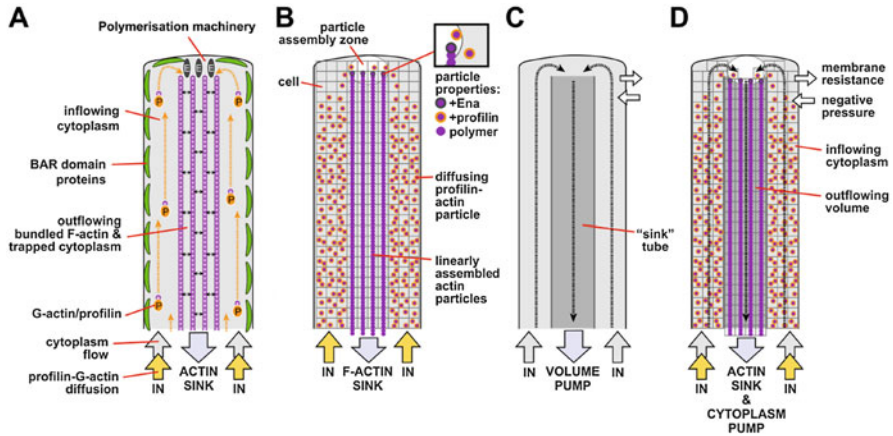 A
Polymerisation machinery
inflowing
cytoplasm
BAR domain
proteins
outflowing
bundled F-actin &
trapped cytoplasm
G-actin/profilin
cytoplasm
flow
profilin-G-actin
diffusion
P
P
P
P
P
IN
ACTIN
SINK
IN
B
particle
assembly zone
cell
particle
properties:
+Ena
+profilin
polymer
diffusing
profilin-
actin
particle
linearly
assembled
actin
particles
IN
F-ACTIN
SINK
IN
C
"sink"
tube
IN
VOLUME
PUMP
IN
D
membrane
resistance
negative
pressure
inflowing
cytoplasm
outflowing
volume
IN
ACTIN
SINK
&
CYTOPLASM
PUMP
IN